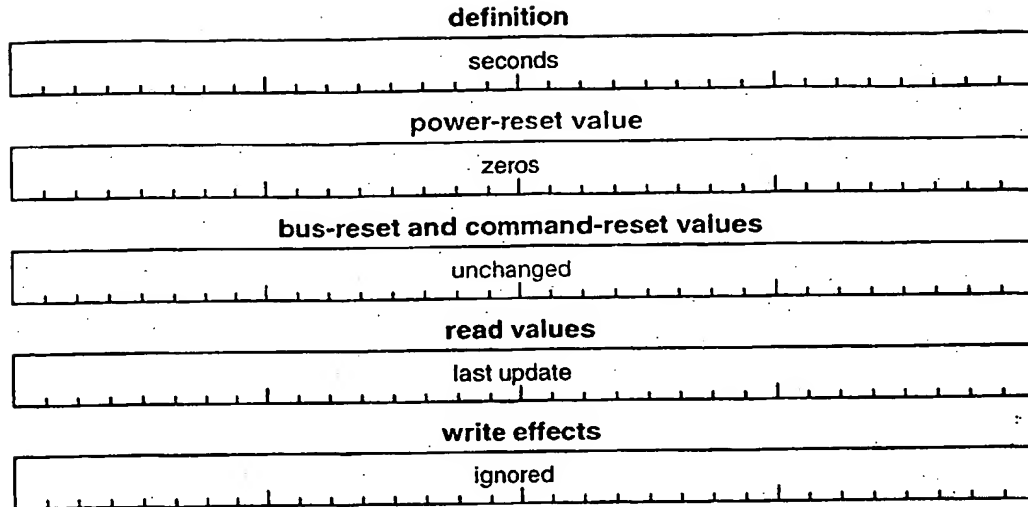 definition
seconds
power-reset value
zeros
bus-reset and command-reset values
unchanged
read values
last update
write effects
ignored